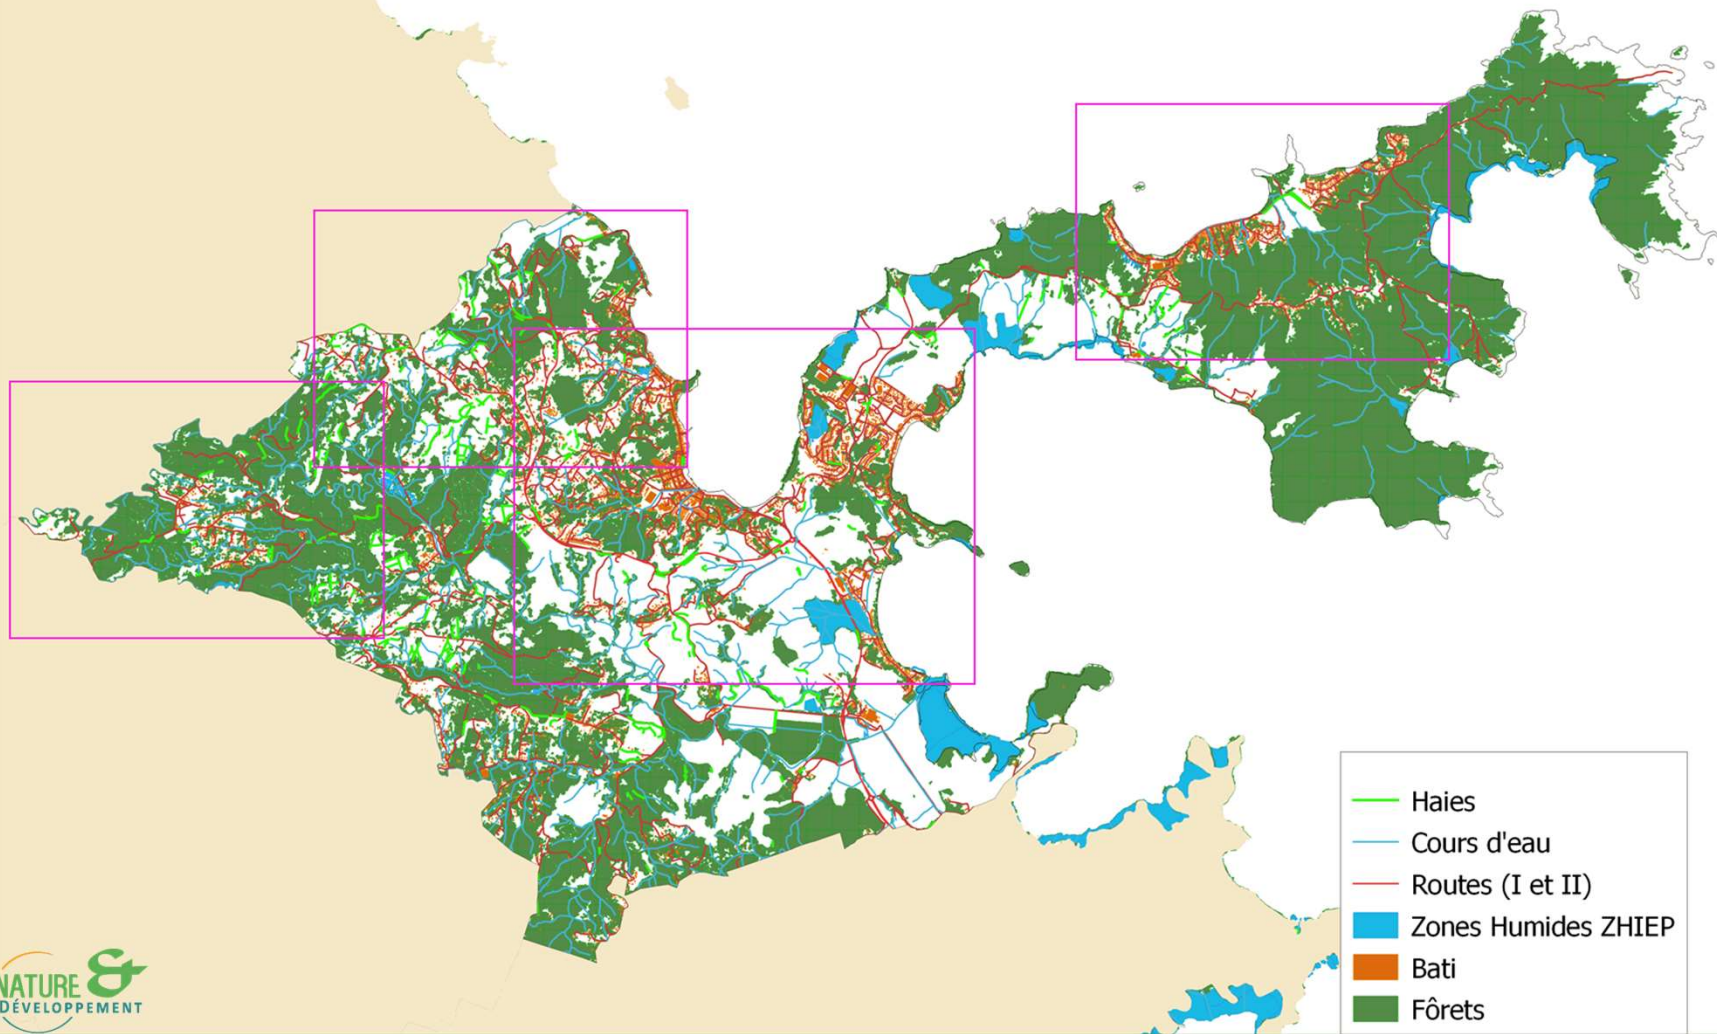 Haies
Cours d'eau
Routes (I et II)
Zones Humides ZHIEP
Bati
Fôrets
NATURE &
DÉVELOPPEMENT